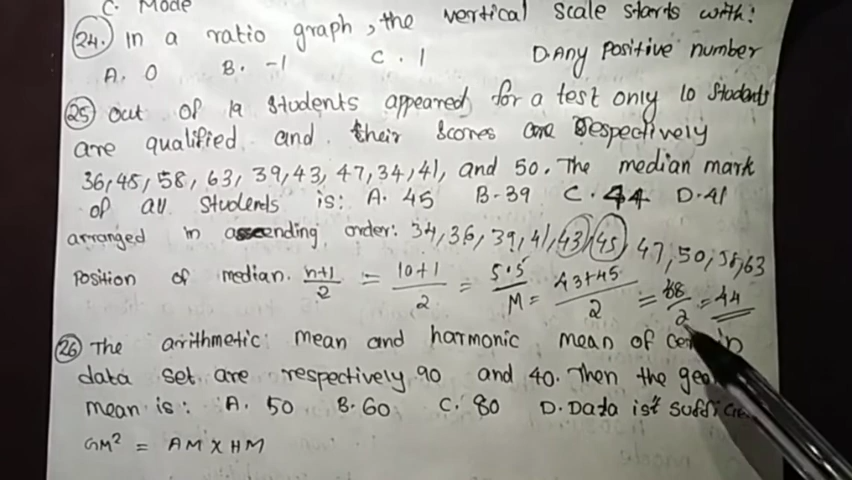 C. Mode
24. In a ratio graph, the vertical scale starts with:
A. 0 B. -1 C. 1 D. Any positive number
25 out of 19 students appeared for a test only 10 students
are qualified and their scores are respectively
36, 45, 58, 63, 39, 43, 47, 34, 41, and 50. The median mark
of all students is: A. 45 B. 39 C. 44 D. 41
arranged in ascending order: 34, 36, 39, 41, 43, 45, 47, 50, 58, 63
Position of median. n+1/2 = 10+1/2 = 5.5
M = 43+45/2 = 88/2 = 44
26 The arithmetic mean and harmonic mean of
data set are respectively 90 and 40. Then the
mean is: A. 50 B. 60 C. 80 D. Data
GM² = AM X HM